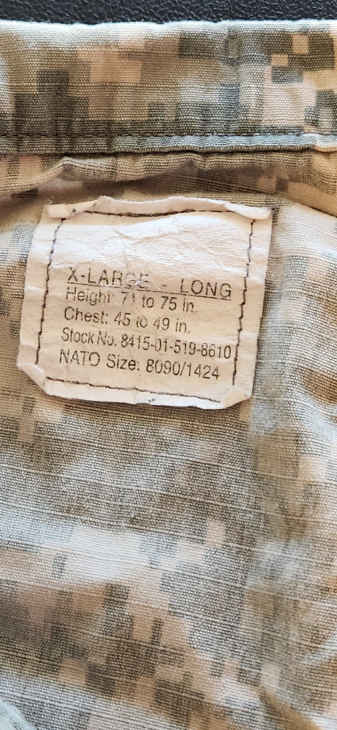 X-LARGE - LONG
Height: 71 to 75 in.
Chest: 45 to 49 in.
Stock No. 8415-01-519-8610
NATO Size: 8090/1424